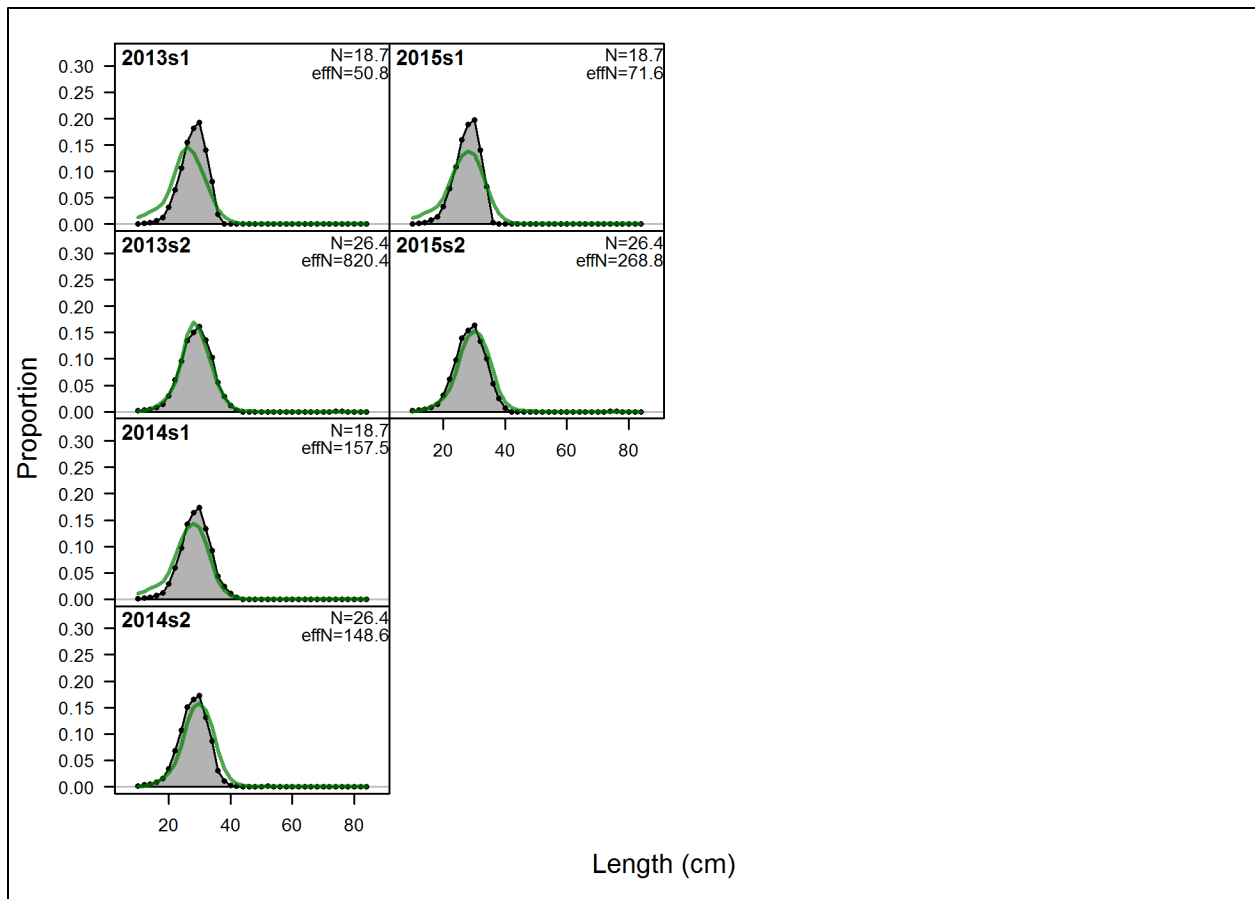 2013s1
N=18.7
effN=50.8
0.30
0.25
0.20
0.15
0.10
0.05
0.00
2015s1
N=18.7
effN=71.6
2013s2
N=26.4
effN=820.4
0.30
0.25
0.20
0.15
0.10
0.05
0.00
2015s2
N=26.4
effN=268.8
20 40 60 80
2014s1
N=18.7
effN=157.5
0.30
0.25
0.20
0.15
0.10
0.05
0.00
2014s2
N=26.4
effN=148.6
0.30
0.25
0.20
0.15
0.10
0.05
0.00
20 40 60 80
Proportion
Length (cm)